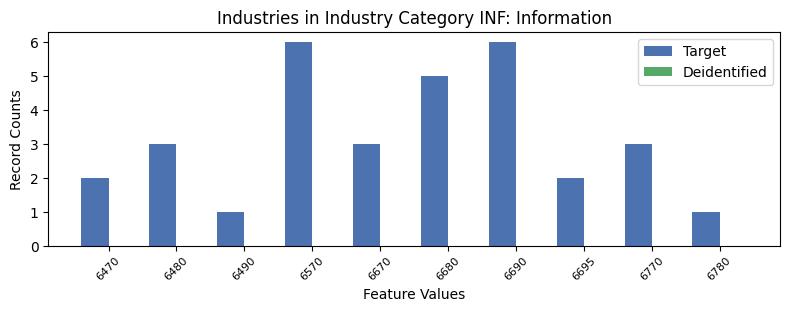 Industries in Industry Category INF: Information
Target
Deidentified
Record Counts
6
5
4
3
2
1
0
6470 6480 6490 6570 6670 6680 6690 6695 6770 6780
Feature Values